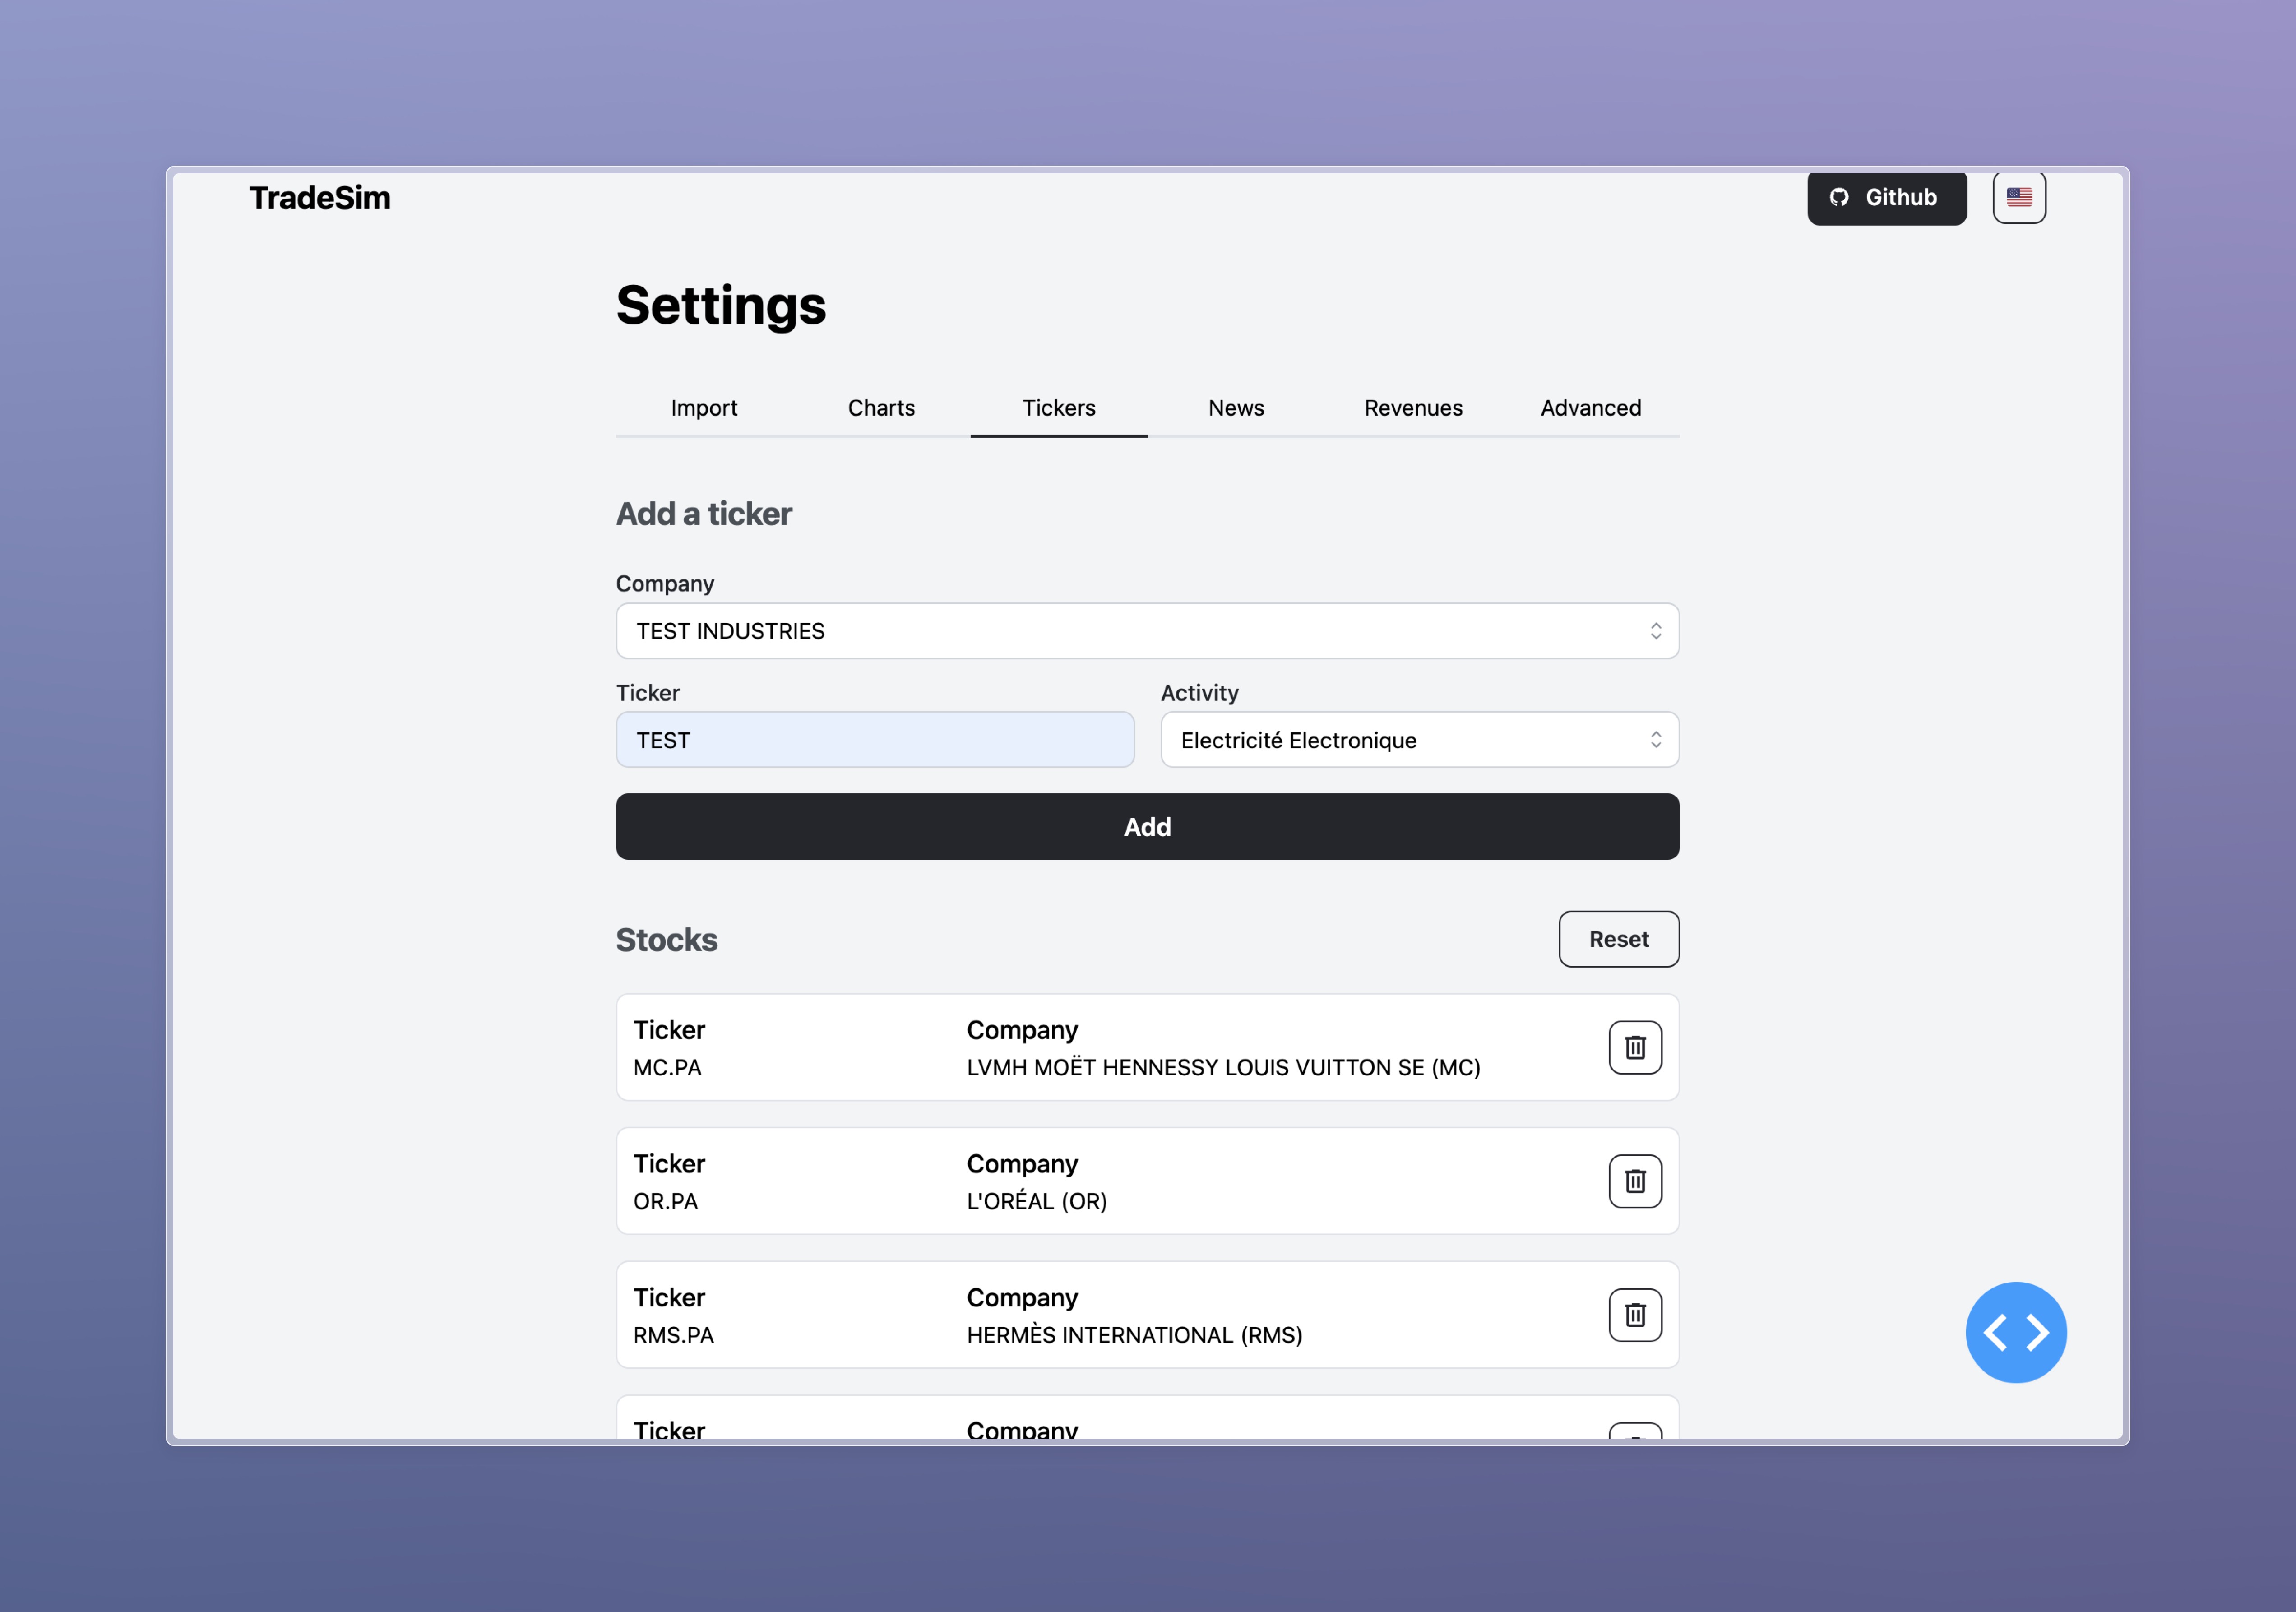 TradeSim
Github
Settings
Import Charts Tickers News Revenues Advanced
Add a ticker
Company
TEST INDUSTRIES
Ticker Activity
TEST Electricité Electronique
Add
Stocks Reset
Ticker Company
MC.PA LVMH MOËT HENNESSY LOUIS VUITTON SE (MC)
Ticker Company
OR.PA L'ORÉAL (OR)
Ticker Company
RMS.PA HERMÈS INTERNATIONAL (RMS)
Ticker Company